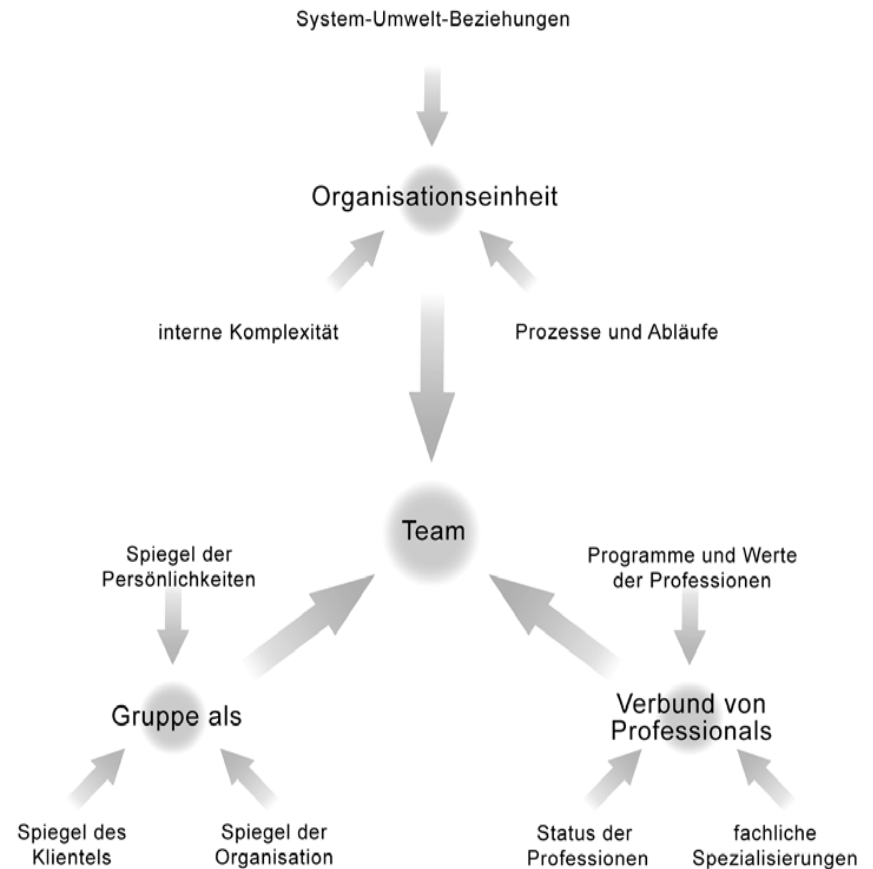 System-Umwelt-Beziehungen
Organisationseinheit
interne Komplexität
Prozesse und Abläufe
Team
Spiegel der
Persönlichkeiten
Programme und Werte
der Professionen
Gruppe als
Verbund von
Professionals
Spiegel des
Klientels
Spiegel der
Organisation
Status der
Professionen
fachliche
Spezialisierungen